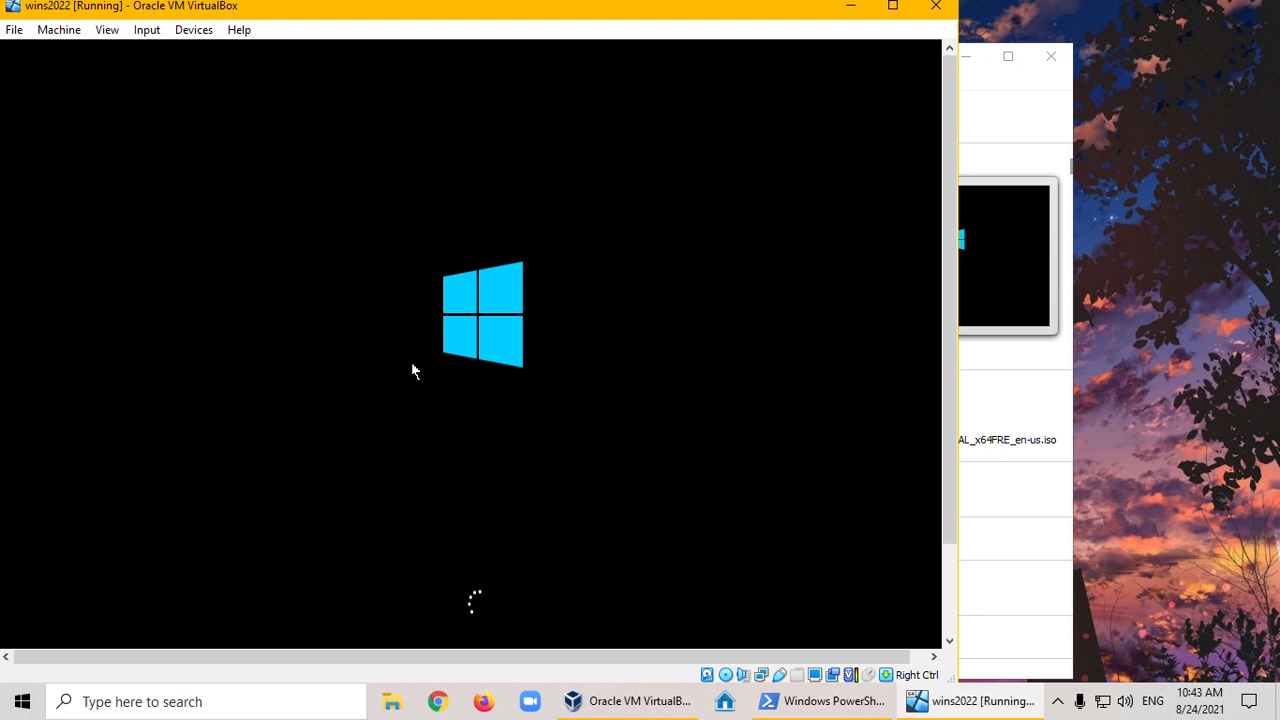 wins2022 [Running] - Oracle VM VirtualBox
File Machine View Input Devices Help
AL_x64FRE_en-us.iso
Right Ctrl
Type here to search
Oracle VM VirtualB...
Windows PowerSh...
wins2022 [Running...
ENG
10:43 AM
8/24/2021